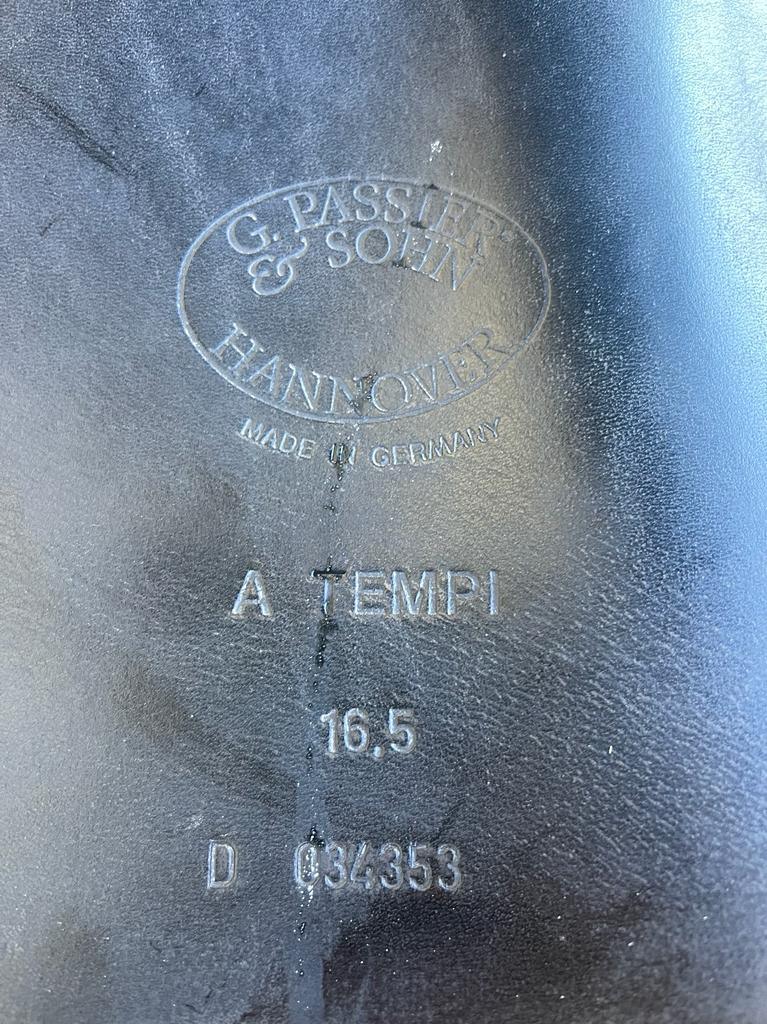 G. PASSIER®
& SOHN
HANNOVER
MADE IN GERMANY
A TEMPI
16.5
D 034353